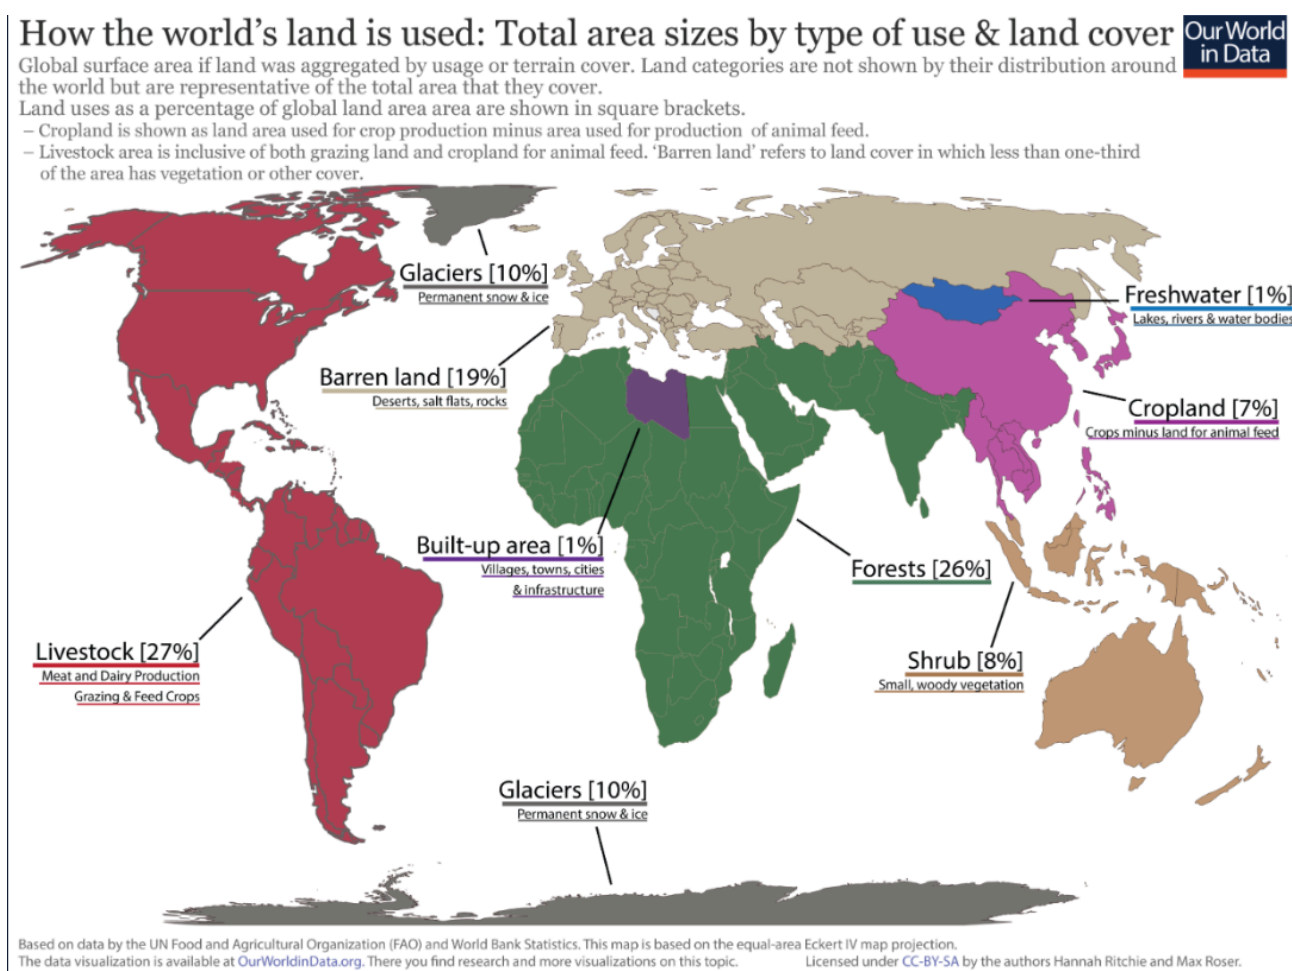 How the world's land is used: Total area sizes by type of use & land cover
Our World
in Data
Global surface area if land was aggregated by usage or terrain cover. Land categories are not shown by their distribution around
the world but are representative of the total area that they cover.
Land uses as a percentage of global land area area are shown in square brackets.
– Cropland is shown as land area used for crop production minus area used for production of animal feed.
– Livestock area is inclusive of both grazing land and cropland for animal feed. 'Barren land' refers to land cover in which less than one-third
of the area has vegetation or other cover.
Glaciers [10%]
Permanent snow & ice
Freshwater [1%]
Lakes, rivers & water bodies
Barren land [19%]
Deserts, salt flats, rocks
Cropland [7%]
Crops minus land for animal feed
Built-up area [1%]
Villages, towns, cities
& infrastructure
Forests [26%]
Livestock [27%]
Meat and Dairy Production
Grazing & Feed Crops
Shrub [8%]
Small, woody vegetation
Glaciers [10%]
Permanent snow & ice
Based on data by the UN Food and Agricultural Organization (FAO) and World Bank Statistics. This map is based on the equal-area Eckert IV map projection.
The data visualization is available at OurWorldinData.org. There you find research and more visualizations on this topic.
Licensed under CC-BY-SA by the authors Hannah Ritchie and Max Roser.